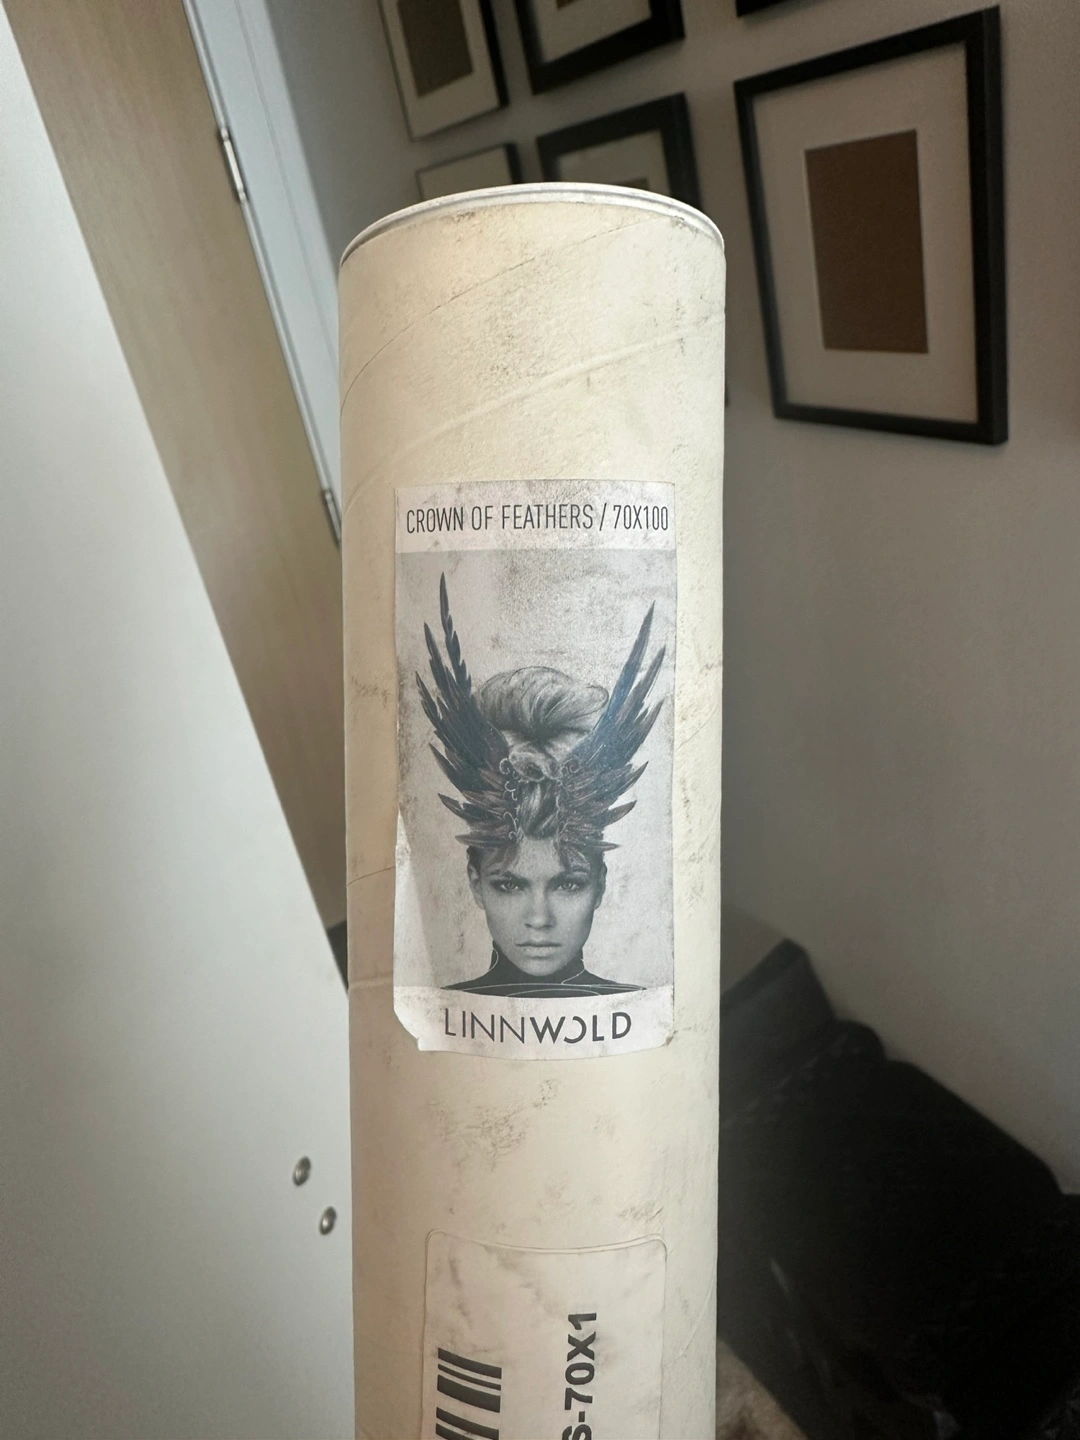 CROWN OF FEATHERS / 70X100
LINNWOLD
S-70X1